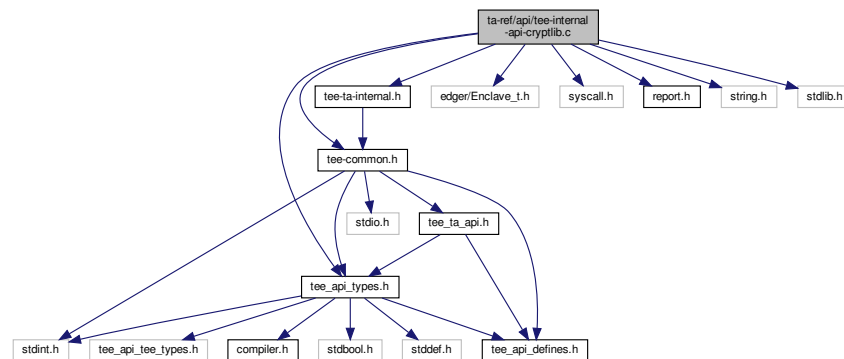 ta-ref/api/tee-internal
-api-cryptlib.c
tee-ta-internal.h
edger/Enclave_t.h
syscall.h
report.h
string.h
stdlib.h
tee-common.h
stdio.h
tee_ta_api.h
tee_api_types.h
stdint.h
tee_api_tee_types.h
compiler.h
stdbool.h
stddef.h
tee_api_defines.h